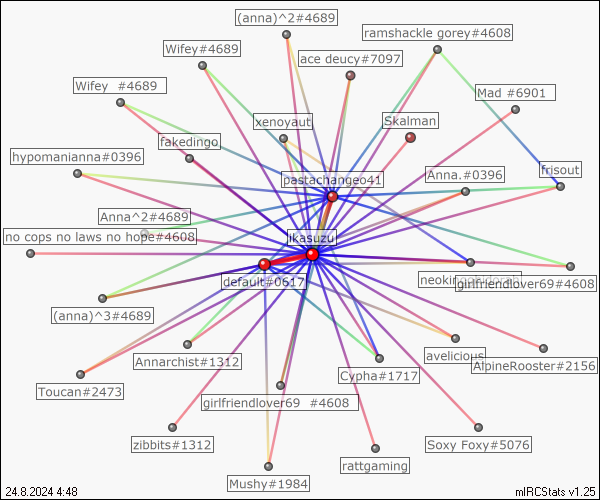 (anna)^2#4689
ramshackle gorey#4608
Wifey#4689
ace deucy#7097
Wifey  #4689
Mad  #6901
xenoyaut
Skalman
fakedingo
hypomanianna#0396
frisout
pastachangeo41
Anna.#0396
Anna^2#4689
no cops no laws no hope#4608
ikasuzu
default#0617
girlfriendlover69#4608
(anna)^3#4689
Annarchist#1312
avelicious
AlpineRooster#2156
Cypha#1717
Toucan#2473
girlfriendlover69  #4608
zibbits#1312
Soxy Foxy#5076
rattgaming
Mushy#1984
24.8.2024 4:48
mIRCStats v1.25